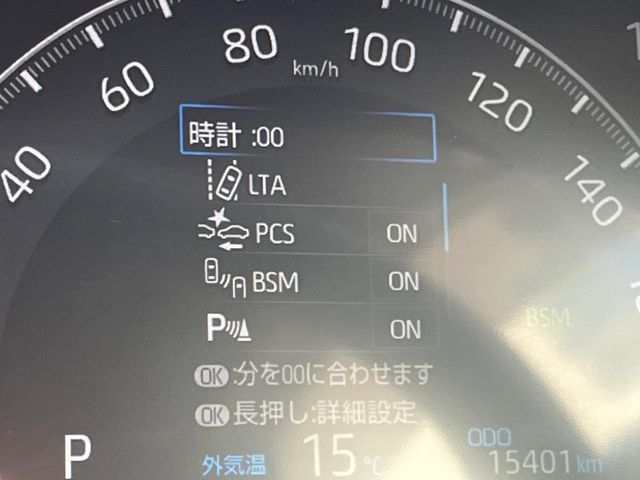 80
100
km/h
60
120
40
140
時計 :00
LTA
PCS ON
BSM ON
P ON
BSM
OK :分を00に合わせます
OK 長押し:詳細設定
P
外気温 15 ℃
ODO
15401 km